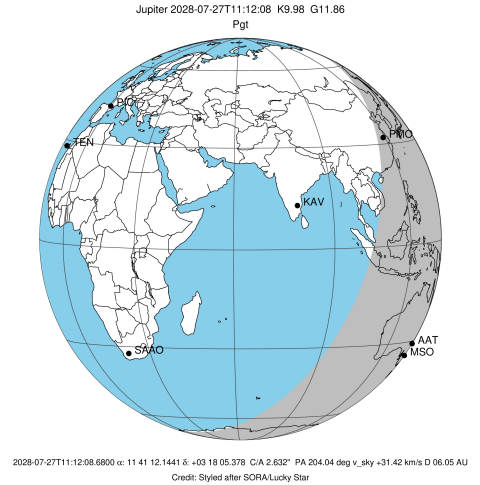 Jupiter 2028-07-27T11:12:08 K9.98 G11.86
Pgt
PIC
TEN
PMO
KAV
AAT
MSO
SAAO
2028-07-27T11:12:08.6800 α: 11 41 12.1441 δ: +03 18 05.378 C/A 2.632" PA 204.04 deg v_sky +31.42 km/s D 06.05 AU
Credit: Styled after SORA/Lucky Star